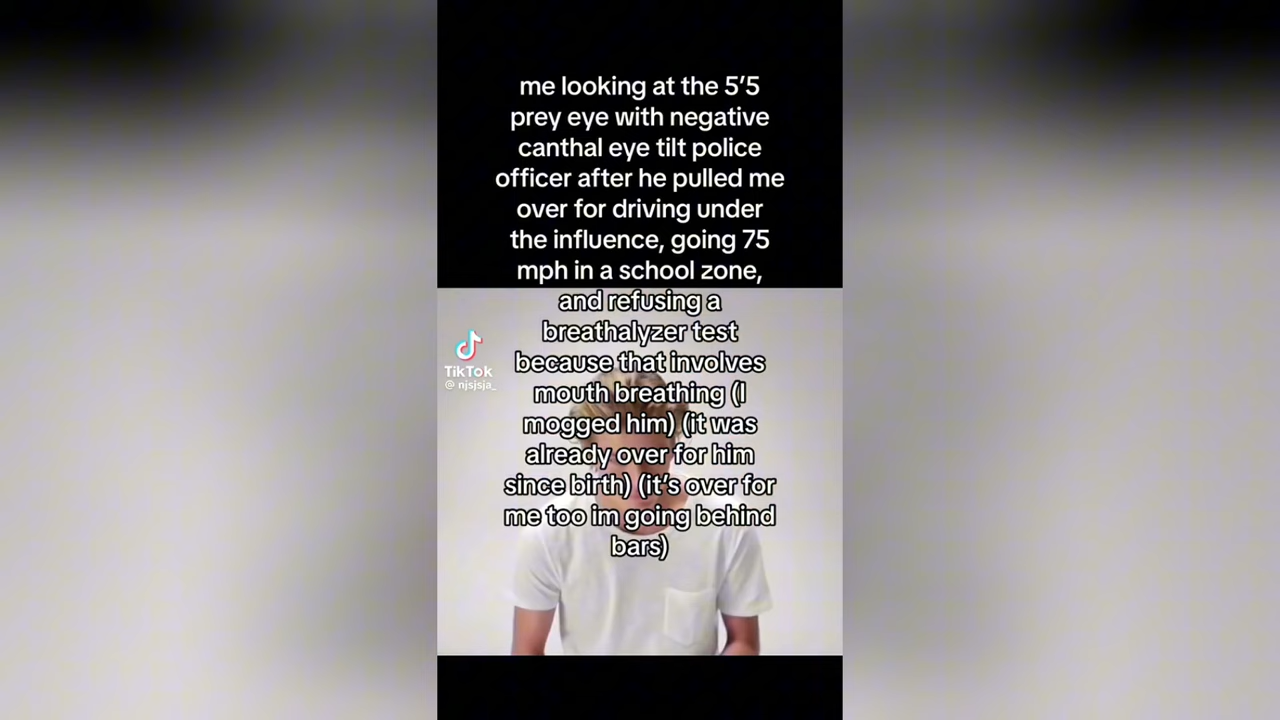 me looking at the 5’5
prey eye with negative
canthal eye tilt police
officer after he pulled me
over for driving under
the influence, going 75
mph in a school zone,
and refusing a
breathalyzer test
because that involves
mouth breathing (I
mogged him) (it was
already over for him
since birth) (it’s over for
me too im going behind
bars)
TikTok
@ njsjsja_